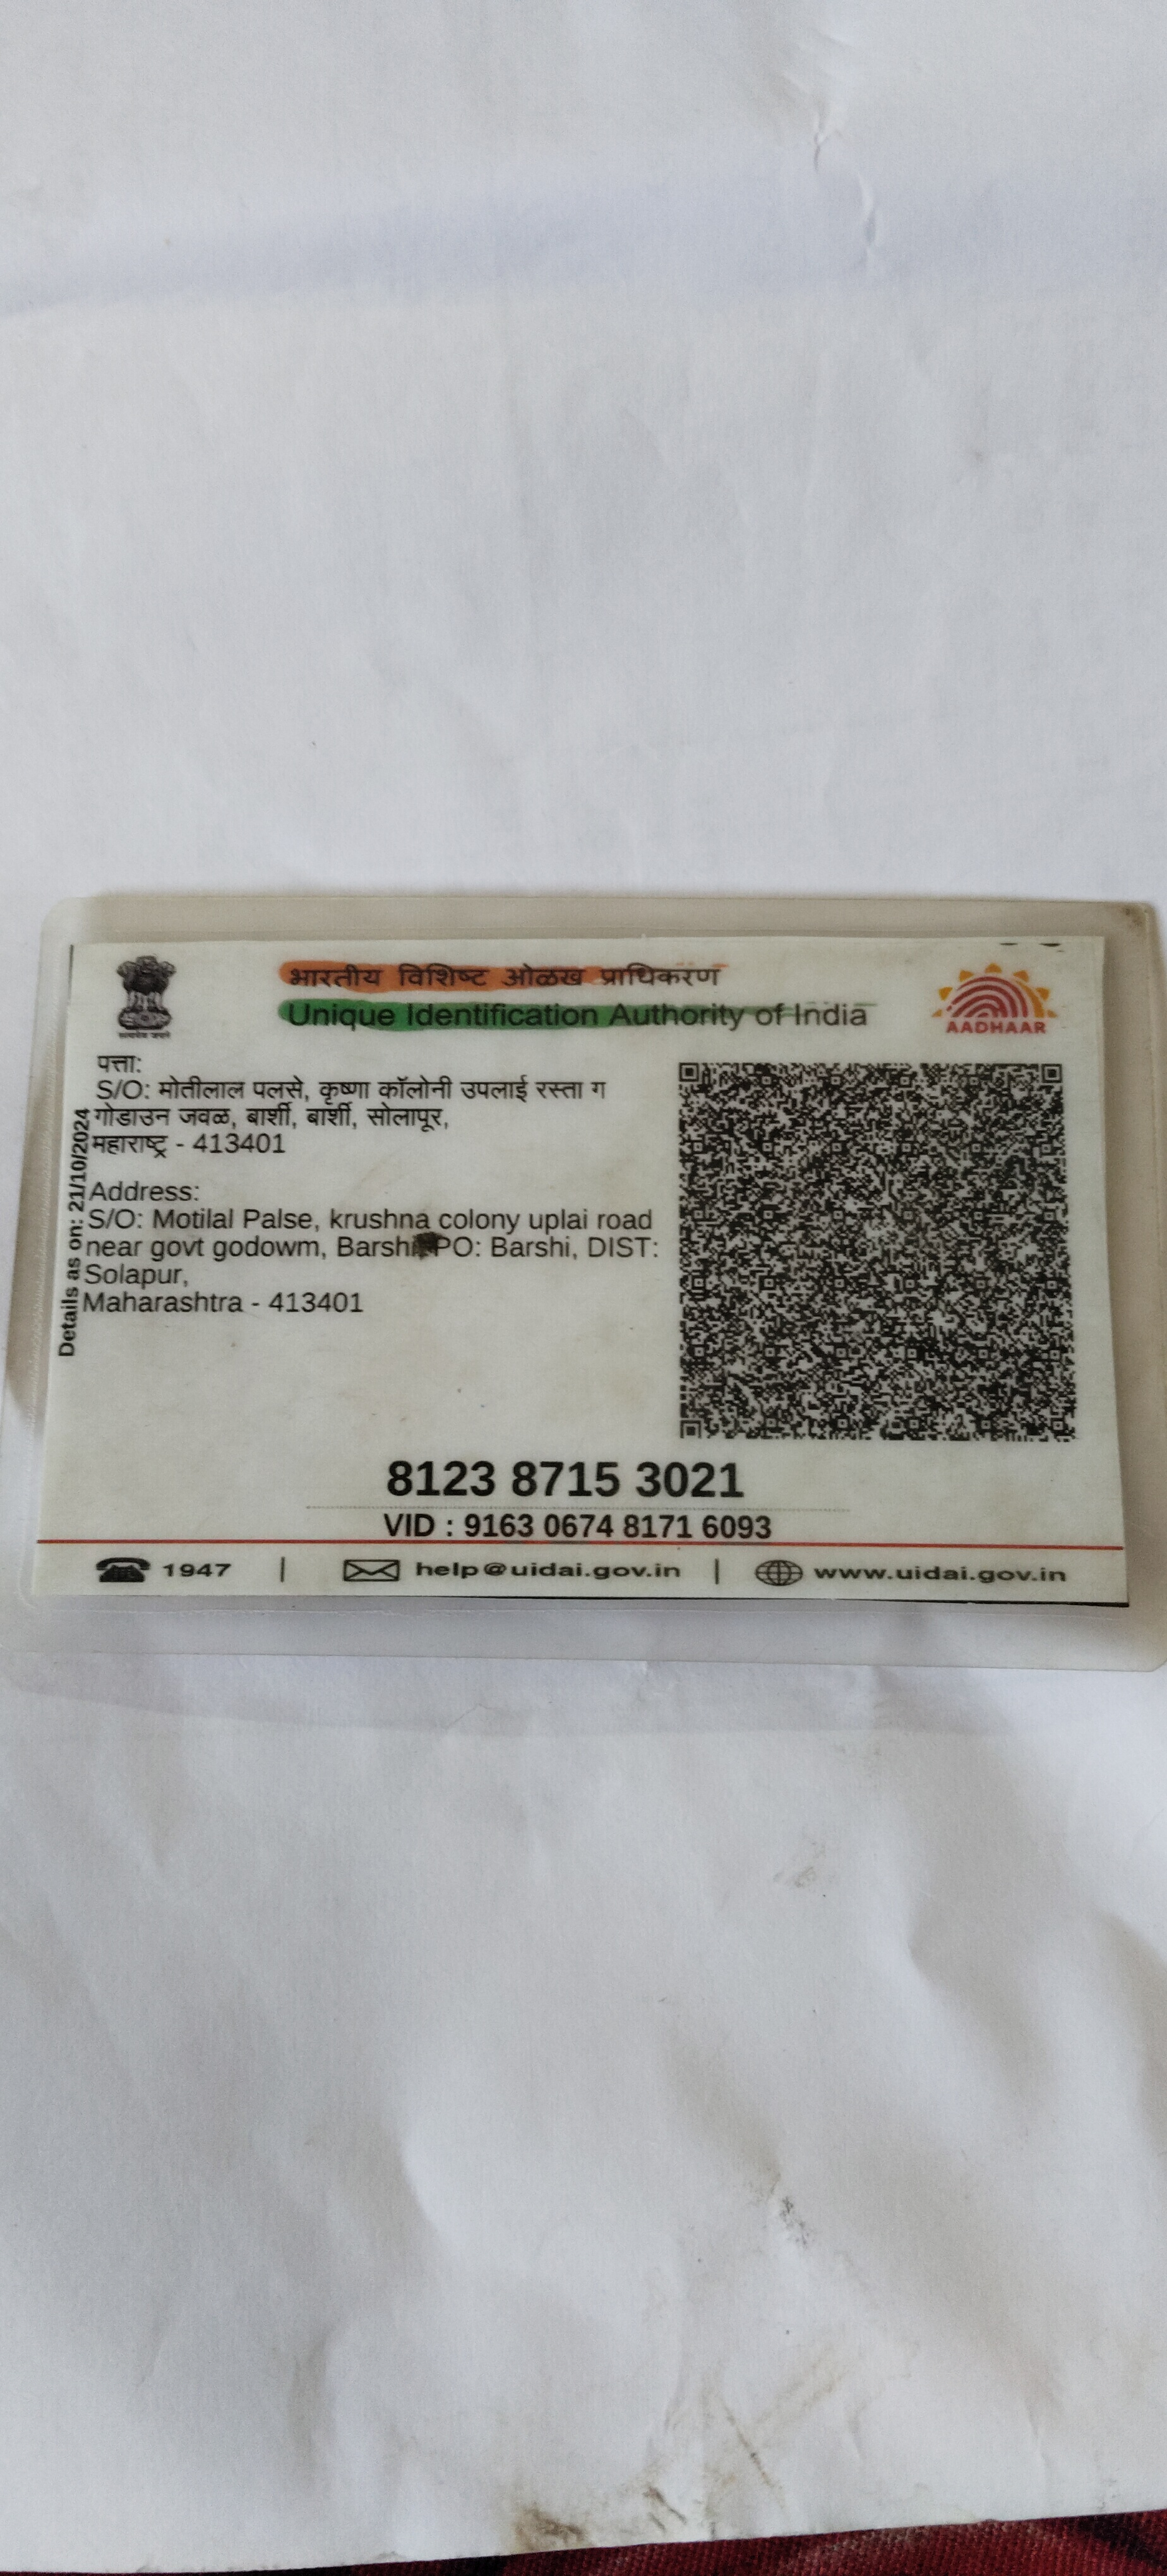 भारतीय विशिष्ट ओळख प्राधिकरण
Unique Identification Authority of India
AADHAAR
पत्ता:
S/O: मोतीलाल पलसे, कृष्णा कॉलोनी उपलाई रस्ता ग
गोडाउन जवळ, बार्शी, बार्शी, सोलापूर,
महाराष्ट्र - 413401
Address:
S/O: Motilal Palse, krushna colony uplai road
near govt godowm, Barshi PO: Barshi, DIST:
Solapur,
Maharashtra - 413401
Details as on: 21/10/2024
8123 8715 3021
VID : 9163 0674 8171 6093
1947 | help@uidai.gov.in | www.uidai.gov.in